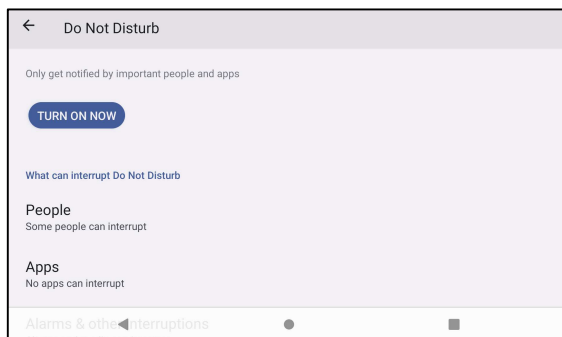 Do Not Disturb
Only get notified by important people and apps
TURN ON NOW
What can interrupt Do Not Disturb
People
Some people can interrupt
Apps
No apps can interrupt
Alarms & other interruptions